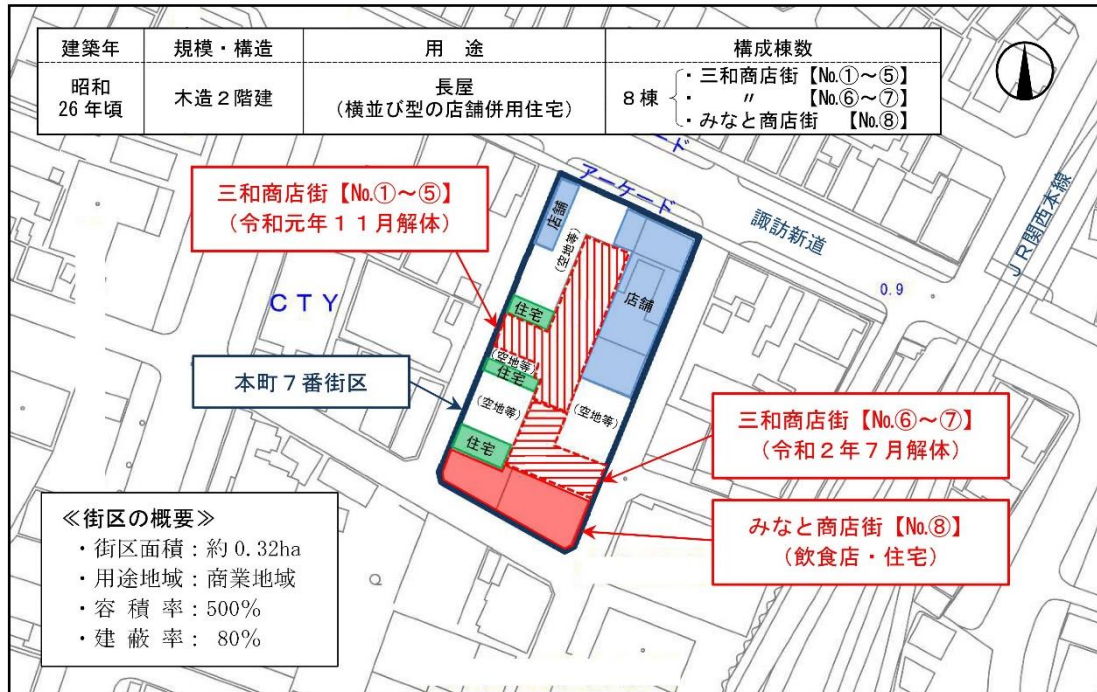 建築年 規模・構造 用 途 構成棟数
昭和
26年頃
木造2階建
長屋
(横並び型の店舗併用住宅)
8棟
・三和商店街【No.①~⑤】
・ 〃 【No.⑥~⑦】
・みなと商店街 【No.⑧】
アーケード
三和商店街【No.①~⑤】
(令和元年11月解体)
諏訪新道
JR関西本線
0.9
CTY
店舗
(空地等)
店舗
住宅
(空地等)
住宅
(空地等)
(空地等)
住宅
本町7番街区
三和商店街【No.⑥~⑦】
(令和2年7月解体)
みなと商店街【No.⑧】
(飲食店・住宅)
≪街区の概要≫
・街区面積:約0.32ha
・用途地域:商業地域
・容 積 率:500%
・建 蔽 率: 80%